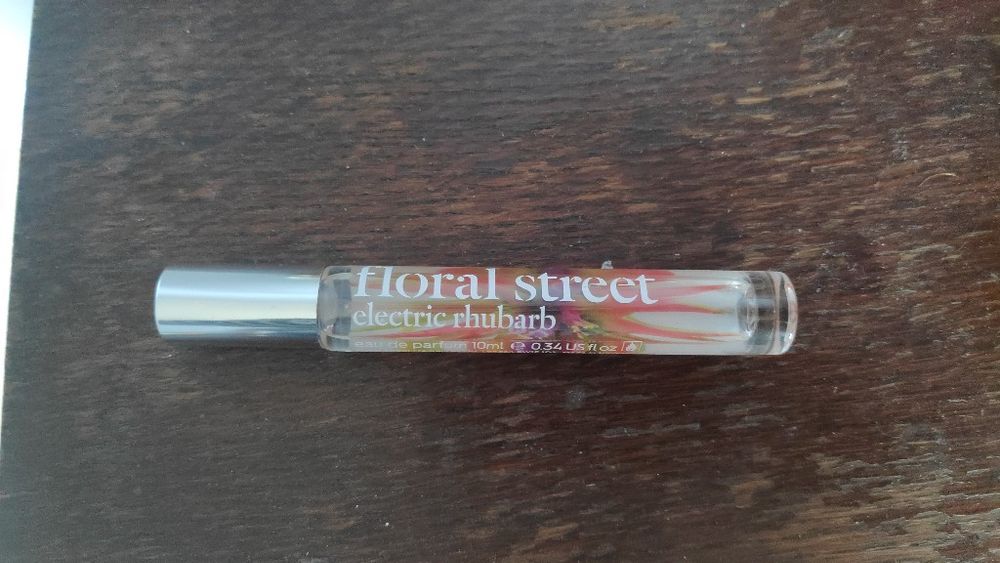 floral street
electric rhubarb
eau de parfum 10ml ℮ 0.34 US fl oz